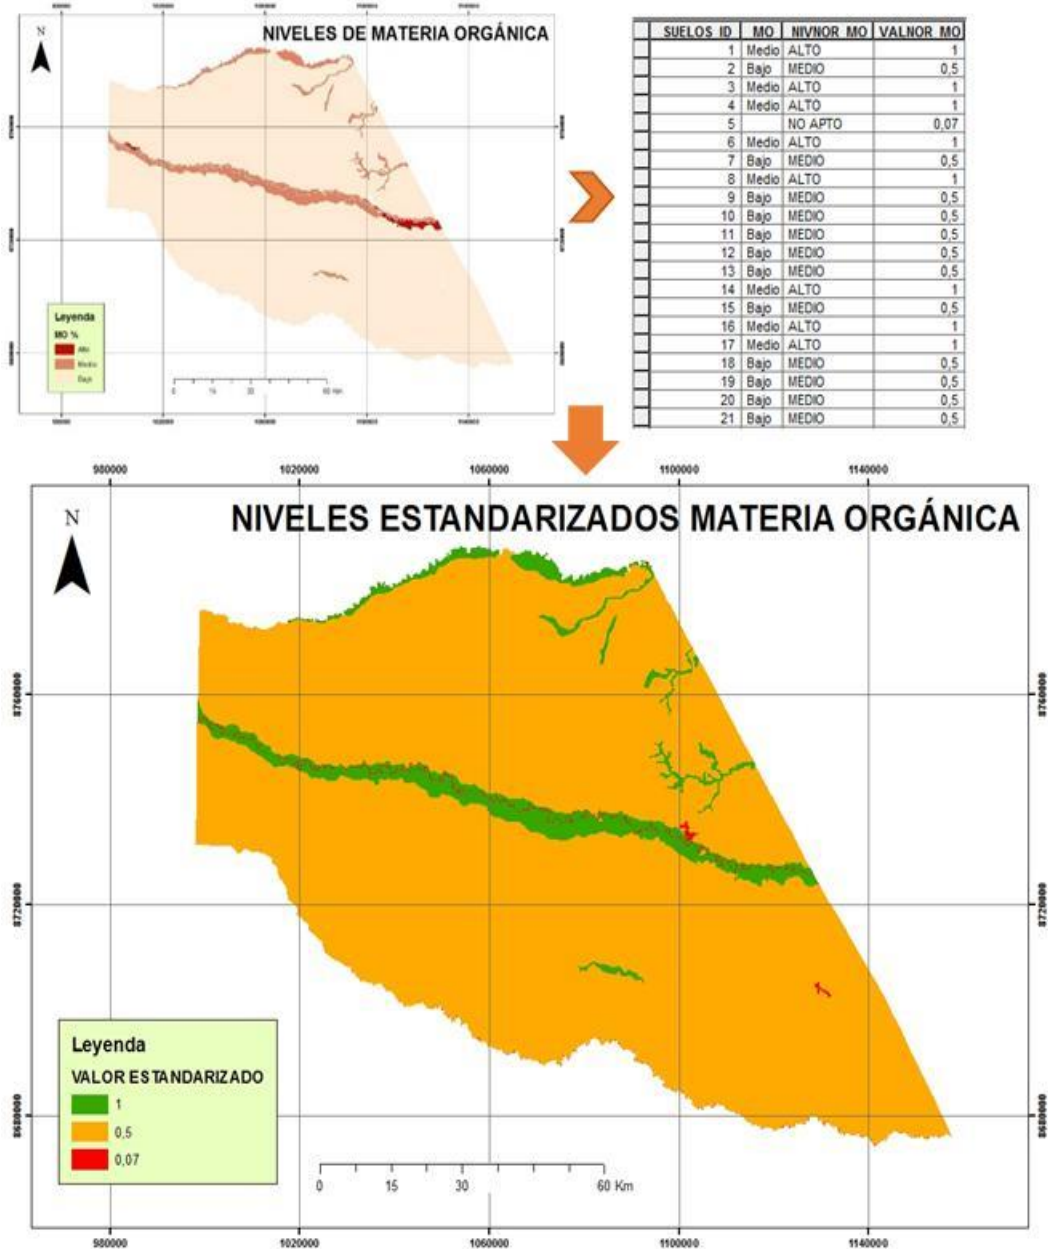 NIVELES DE MATERIA ORGÁNICA
N
Leyenda
MO %
Alto
Medio
Bajo
SUELOS_ID MO NIVNOR_MO VALNOR_MO
1 Medio ALTO 1
2 Bajo MEDIO 0,5
3 Medio ALTO 1
4 Medio ALTO 1
5 NO APTO 0,07
6 Medio ALTO 1
7 Bajo MEDIO 0,5
8 Medio ALTO 1
9 Bajo MEDIO 0,5
10 Bajo MEDIO 0,5
11 Bajo MEDIO 0,5
12 Bajo MEDIO 0,5
13 Bajo MEDIO 0,5
14 Medio ALTO 1
15 Bajo MEDIO 0,5
16 Medio ALTO 1
17 Medio ALTO 1
18 Bajo MEDIO 0,5
19 Bajo MEDIO 0,5
20 Bajo MEDIO 0,5
21 Bajo MEDIO 0,5
980000 1020000 1060000 1100000 1140000
NIVELES ESTANDARIZADOS MATERIA ORGÁNICA
N
8760000 8760000
8720000 8720000
8680000 8680000
Leyenda
VALOR ESTANDARIZADO
1
0,5
0,07
0 15 30 60 Km
980000 1020000 1060000 1100000 1140000